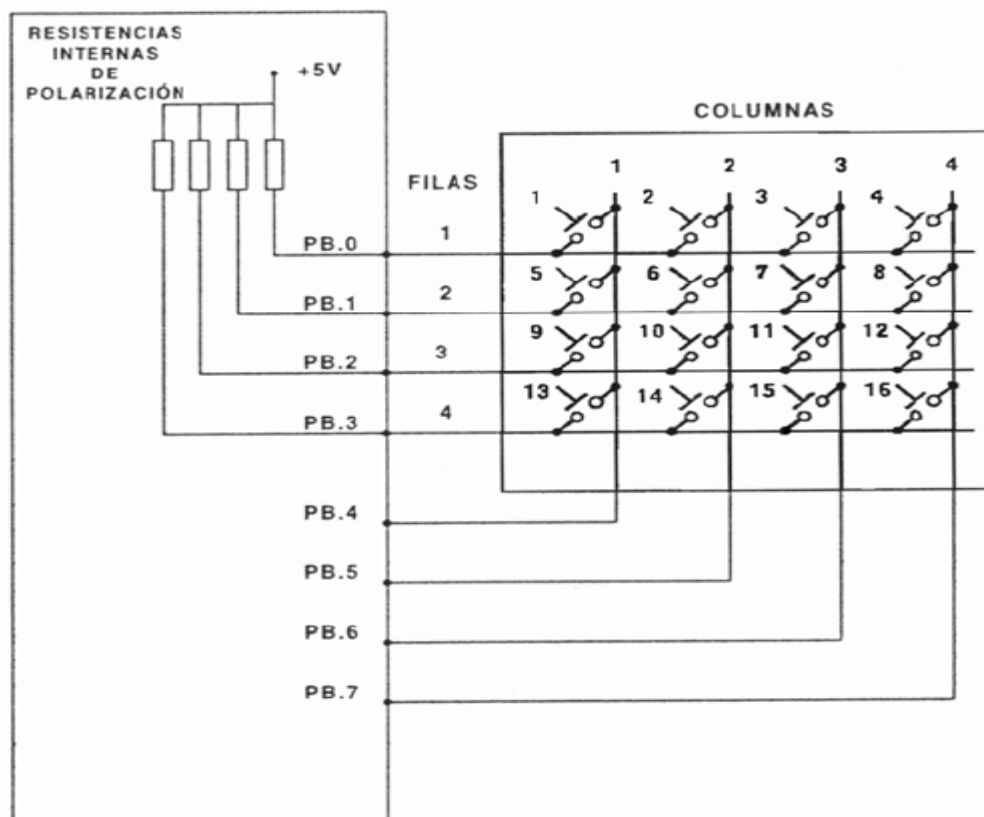 RESISTENCIAS
INTERNAS
DE
POLARIZACIÓN
+5V
COLUMNAS
FILAS
1 2 3 4
1 2 3 4
PB.0 1
5 6 7 8
PB.1 2
9 10 11 12
PB.2 3
13 14 15 16
PB.3 4
PB.4
PB.5
PB.6
PB.7